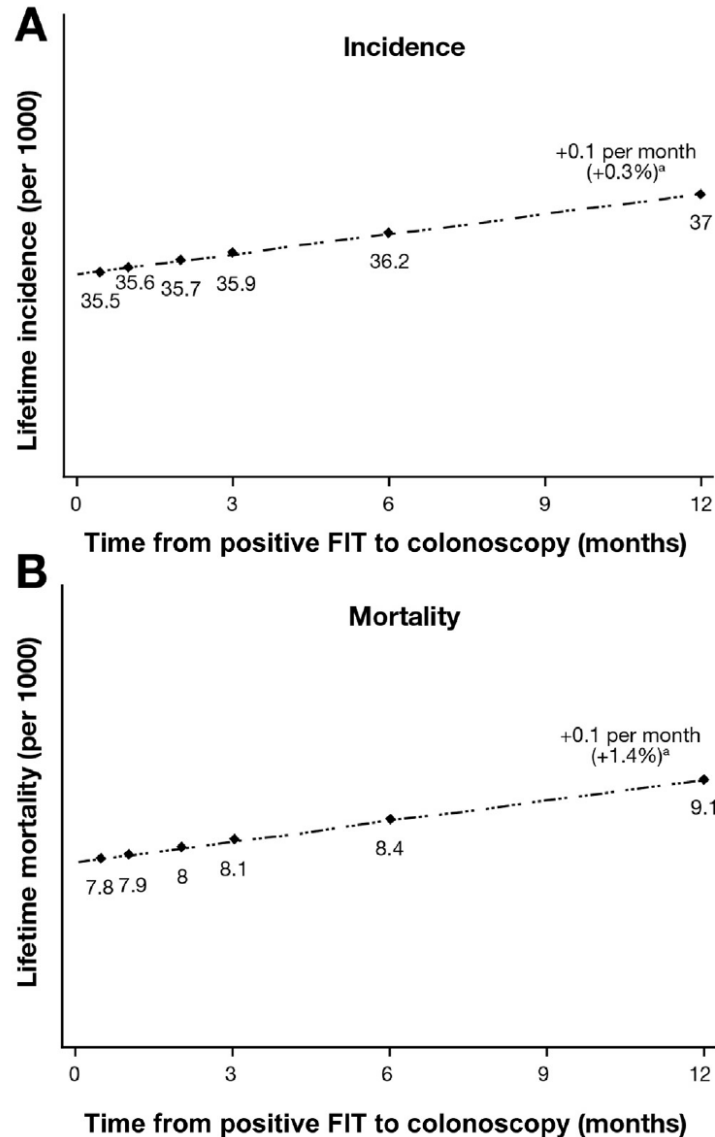 A
Incidence
Lifetime incidence (per 1000)
+0.1 per month
(+0.3%)ᵃ
35.5
35.6
35.7
35.9
36.2
37
0
3
6
9
12
Time from positive FIT to colonoscopy (months)
B
Mortality
Lifetime mortality (per 1000)
+0.1 per month
(+1.4%)ᵃ
7.8
7.9
8
8.1
8.4
9.1
0
3
6
9
12
Time from positive FIT to colonoscopy (months)